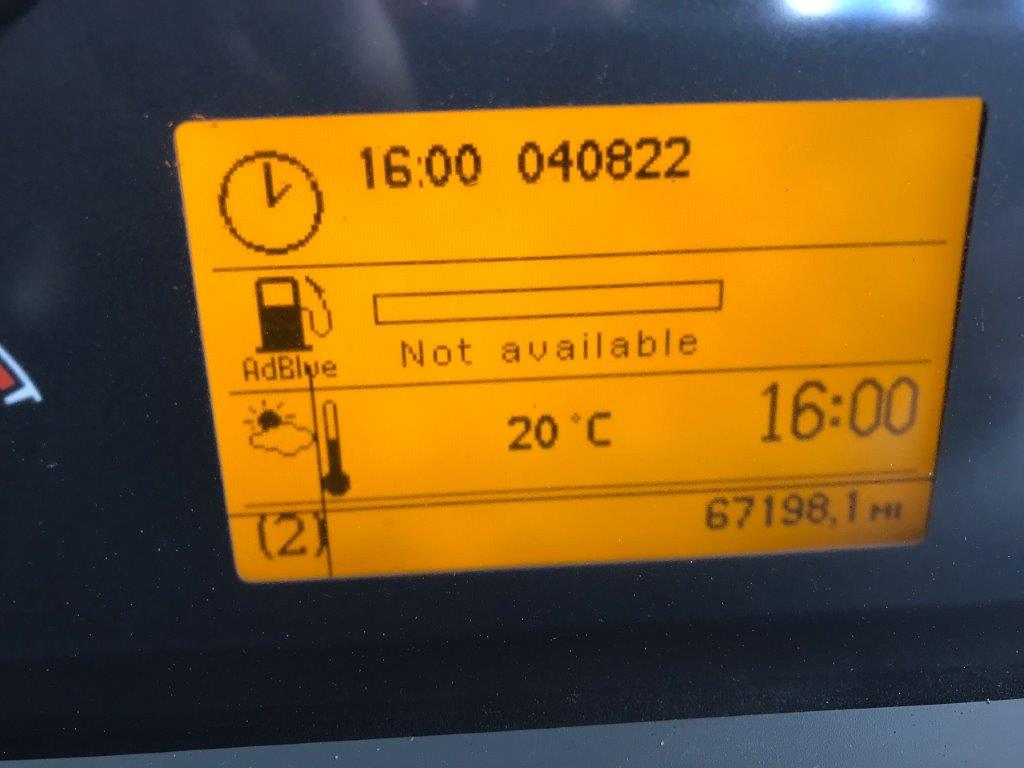 16:00 040822
AdBlue
Not available
20 °C
16:00
(2)
67198.1 MI